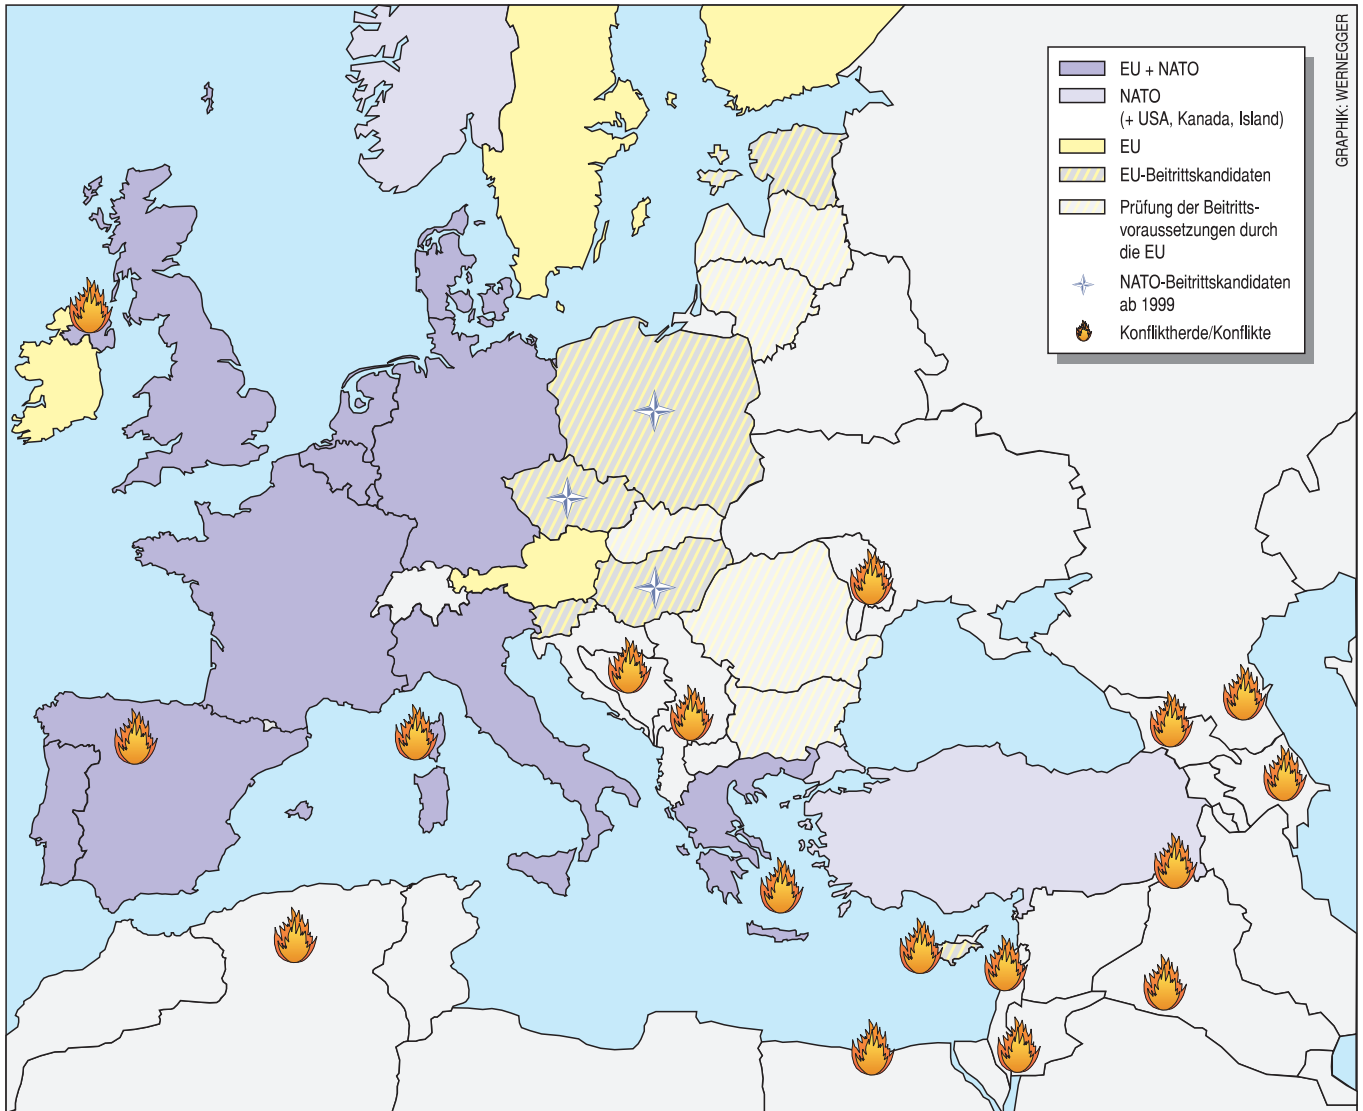 EU + NATO
NATO
(+ USA, Kanada, Island)
EU
EU-Beitrittskandidaten
Prüfung der Beitritts-
voraussetzungen durch
die EU
NATO-Beitrittskandidaten
ab 1999
Konfliktherde/Konflikte
GRAPHIK: WERNEGGER